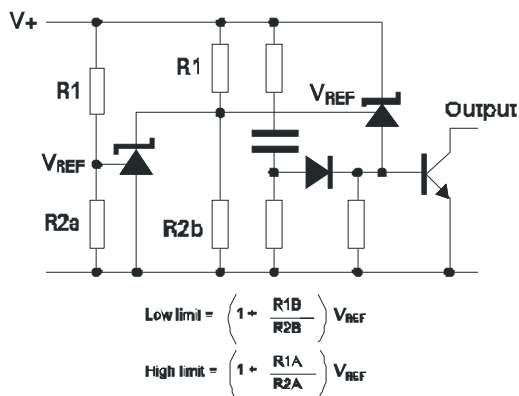 V+
R1
R1
VREF
Output
VREF
R2a
R2b
Low limit = (1 + R1B / R2B) VREF
High limit = (1 + R1A / R2A) VREF